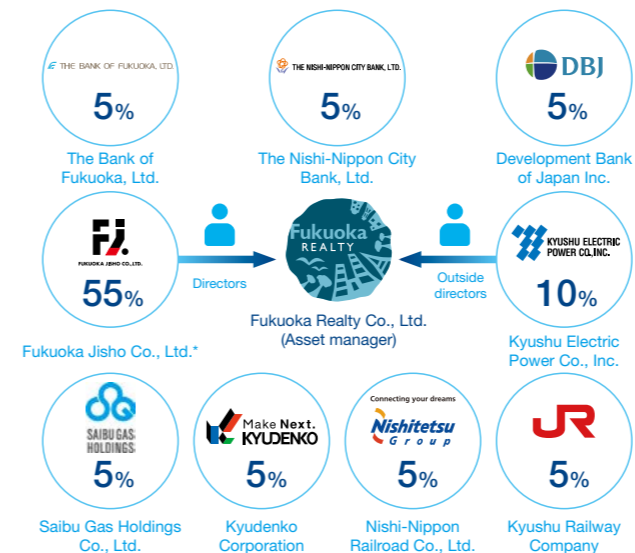 THE BANK OF FUKUOKA, LTD.
5%
The Bank of
Fukuoka, Ltd.
THE NISHI-NIPPON CITY BANK, LTD.
5%
The Nishi-Nippon City
Bank, Ltd.
DBJ
5%
Development Bank
of Japan Inc.
FJ.
FUKUOKA JISHO CO.,LTD.
55%
Fukuoka Jisho Co., Ltd.*
Directors
Fukuoka
REALTY
Fukuoka Realty Co., Ltd.
(Asset manager)
Outside
directors
KYUSHU ELECTRIC
POWER CO.,INC.
10%
Kyushu Electric
Power Co., Inc.
SAIBU GAS
HOLDINGS
5%
Saibu Gas Holdings
Co., Ltd.
Make Next.
KYUDENKO
5%
Kyudenko
Corporation
Connecting your dreams
Nishitetsu
Group
5%
Nishi-Nippon
Railroad Co., Ltd.
JR
5%
Kyushu Railway
Company